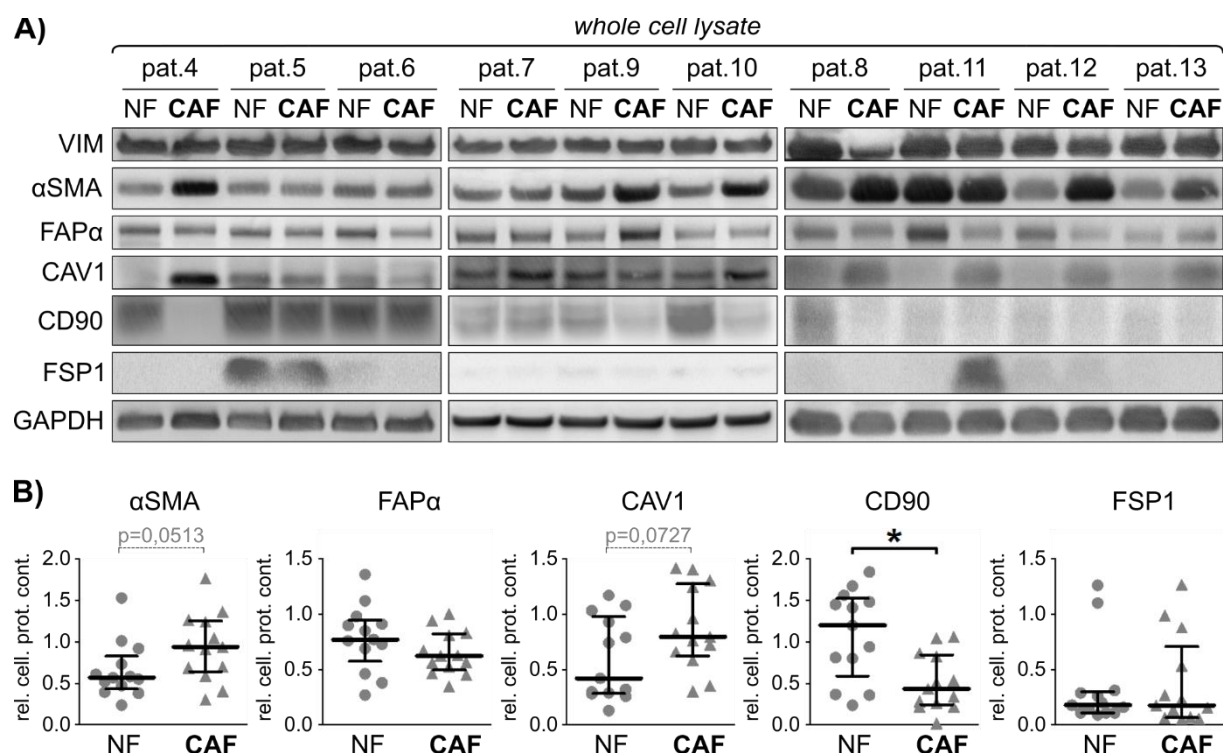 A)
whole cell lysate
pat.4 pat.5 pat.6 pat.7 pat.9 pat.10 pat.8 pat.11 pat.12 pat.13
NF CAF NF CAF NF CAF NF CAF NF CAF NF CAF NF CAF NF CAF NF CAF NF CAF
VIM
αSMA
FAPα
CAV1
CD90
FSP1
GAPDH
B)
αSMA FAPα CAV1 CD90 FSP1
p=0,0513 p=0,0727 *
rel. cell. prot. cont.
2.0
1.5
1.0
0.5
0.0
NF CAF
rel. cell. prot. cont.
1.5
1.0
0.5
0.0
NF CAF
rel. cell. prot. cont.
1.5
1.0
0.5
0.0
NF CAF
rel. cell. prot. cont.
2.0
1.5
1.0
0.5
0.0
NF CAF
rel. cell. prot. cont.
1.5
1.0
0.5
0.0
NF CAF